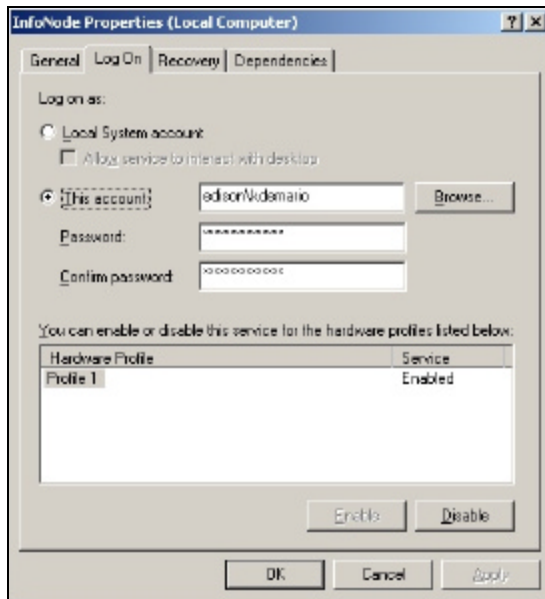 InfoNode Properties (Local Computer)
General Log On Recovery Dependencies
Log on as:
Local System account
Allow service to interact with desktop
This account:
edison\kdemario
Browse...
Password:
Confirm password:
You can enable or disable this service for the hardware profiles listed below:
Hardware Profile Service
Profile 1 Enabled
Enable Disable
OK Cancel Apply